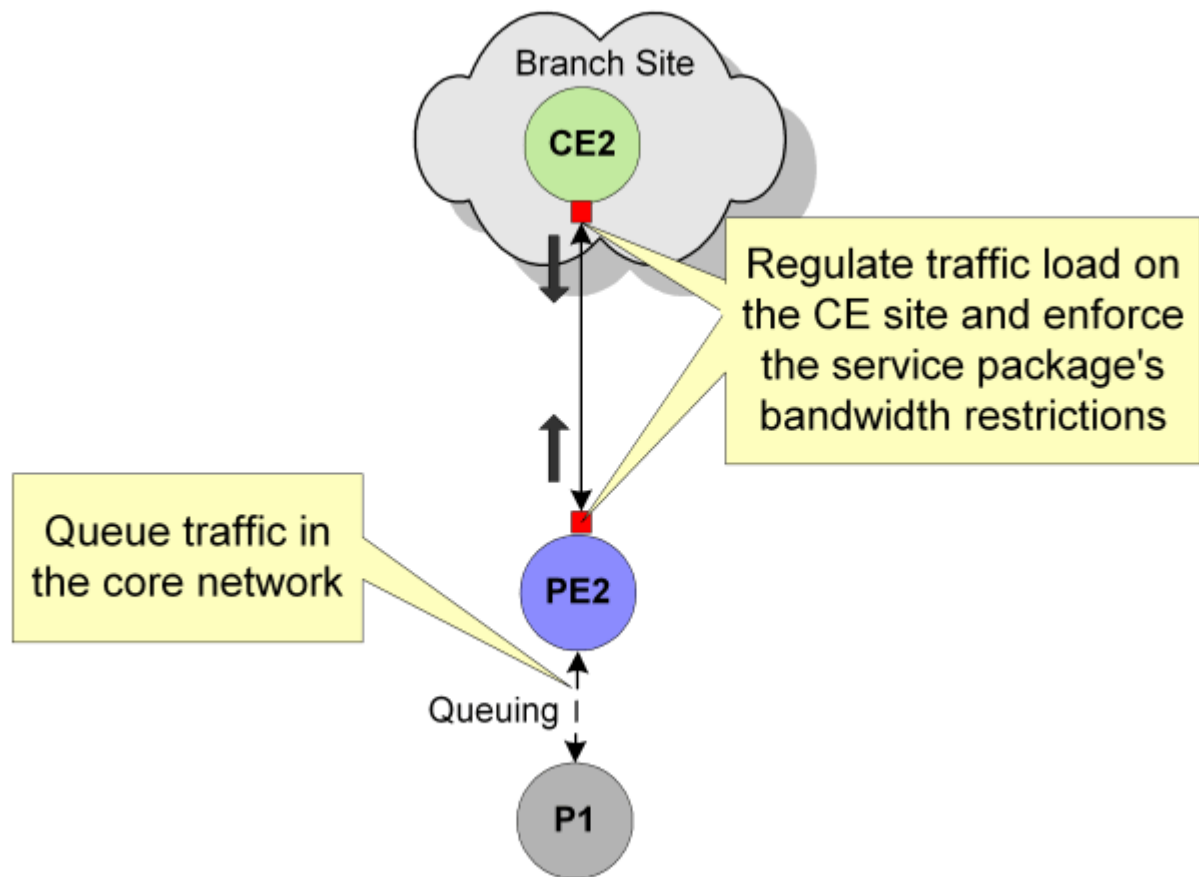 Branch Site
CE2
Regulate traffic load on
the CE site and enforce
the service package's
bandwidth restrictions
Queue traffic in
the core network
PE2
Queuing
P1